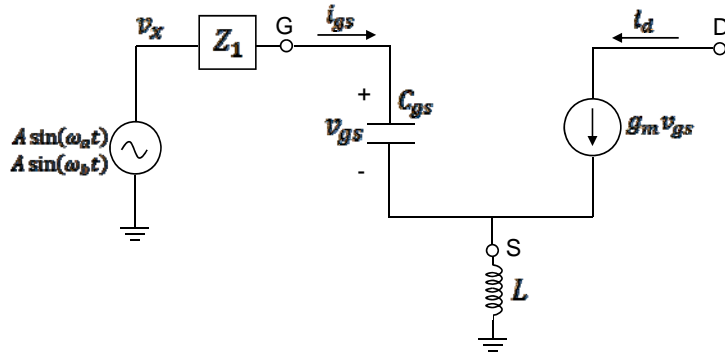 v_x
Z_1
G
i_gs
i_d
D
A sin(ω_a t)
A sin(ω_b t)
+
v_gs
-
C_gs
g_m v_gs
S
L